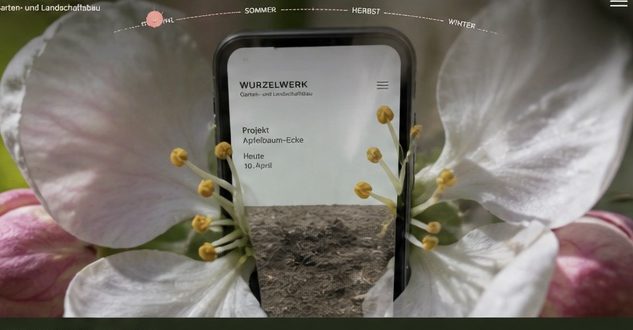 arten- und Landschaftsbau
SOMMER
HERBST
WINTER
WURZELWERK
Garten- und Landschaftsbau
Projekt
Apfelbaum-Ecke
Heute
10. April